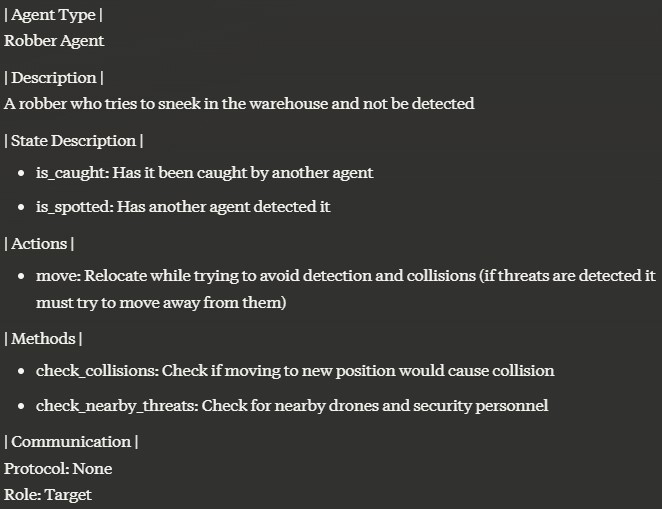 | Agent Type |
Robber Agent
| Description |
A robber who tries to sneek in the warehouse and not be detected
| State Description |
• is_caught: Has it been caught by another agent
• is_spotted: Has another agent detected it
| Actions |
• move: Relocate while trying to avoid detection and collisions (if threats are detected it
must try to move away from them)
| Methods |
• check_collisions: Check if moving to new position would cause collision
• check_nearby_threats: Check for nearby drones and security personnel
| Communication |
Protocol: None
Role: Target